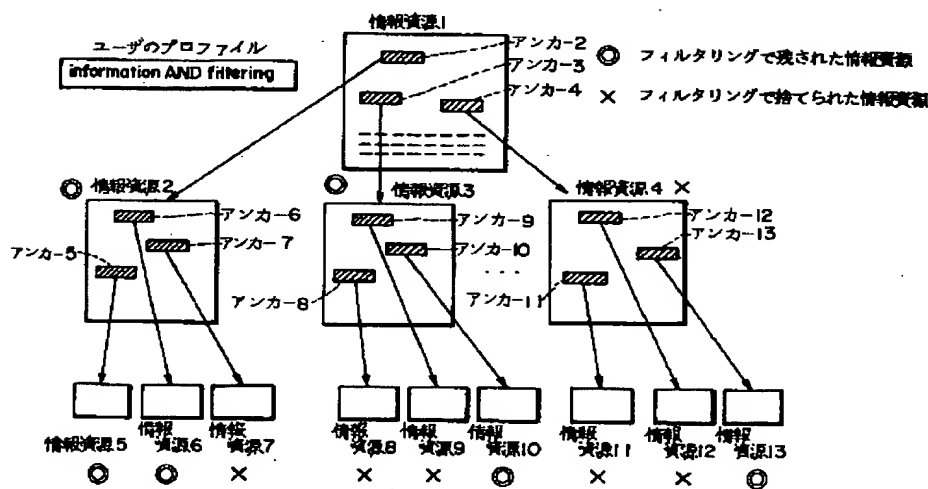 情報資源1
ユーザのプロファイル
information AND filtering
アンカー2
アンカー3
アンカー4
◎ フィルタリングで残された情報資源
× フィルタリングで捨てられた情報資源
◎ 情報資源2
アンカー6
アンカー7
アンカー5
◎
情報資源3
アンカー9
アンカー10
アンカー8
・・・
情報資源4 ×
アンカー12
アンカー13
アンカー11
情報資源5
◎
情報
資源6
◎
情報
資源7
×
情報
資源8
×
情報
資源9
×
情報
資源10
◎
情報
資源11
×
情報
資源12
×
情報
資源13
◎